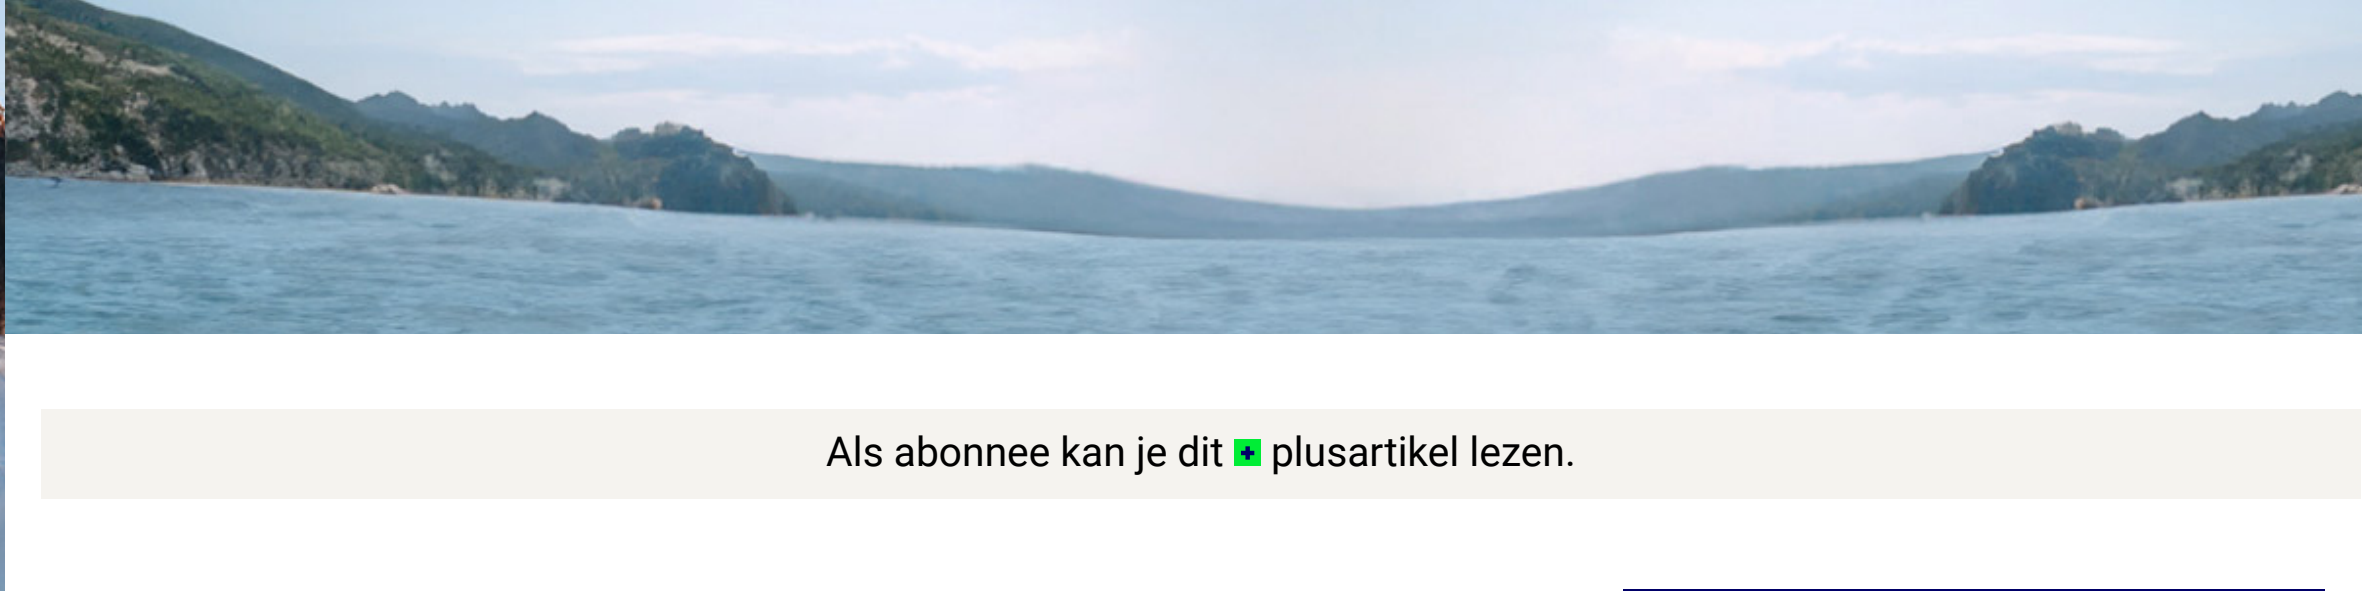 Als abonnee kan je dit + plusartikel lezen.